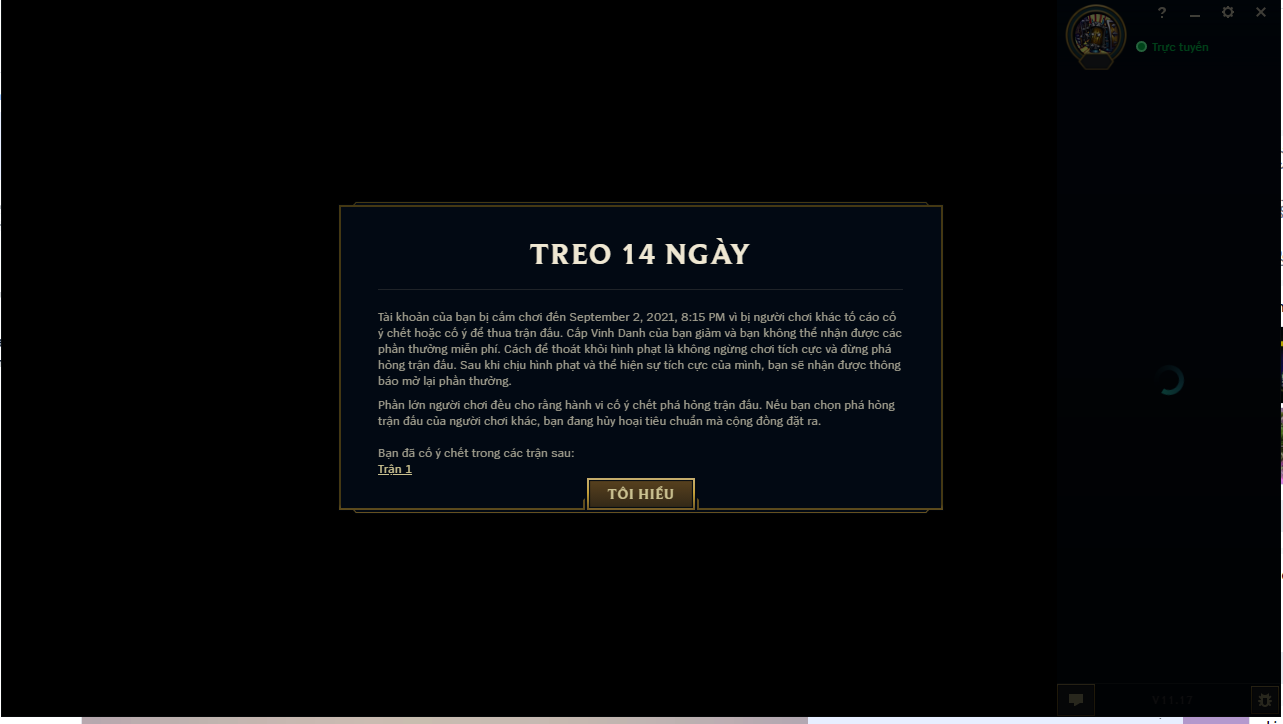 ?
Trực tuyến
TREO 14 NGÀY
Tài khoản của bạn bị cấm chơi đến September 2, 2021, 8:15 PM vì bị người chơi khác tố cáo cố
ý chết hoặc cố ý để thua trận đấu. Cấp Vinh Danh của bạn giảm và bạn không thể nhận được các
phần thưởng miễn phí. Cách để thoát khỏi hình phạt là không ngừng chơi tích cực và đừng phá
hỏng trận đấu. Sau khi chịu hình phạt và thể hiện sự tích cực của mình, bạn sẽ nhận được thông
báo mở lại phần thưởng.
Phần lớn người chơi đều cho rằng hành vi cố ý chết phá hỏng trận đấu. Nếu bạn chọn phá hỏng
trận đấu của người chơi khác, bạn đang hủy hoại tiêu chuẩn mà cộng đồng đặt ra.
Bạn đã cố ý chết trong các trận sau:
Trận 1
TÔI HIỂU
V11.17